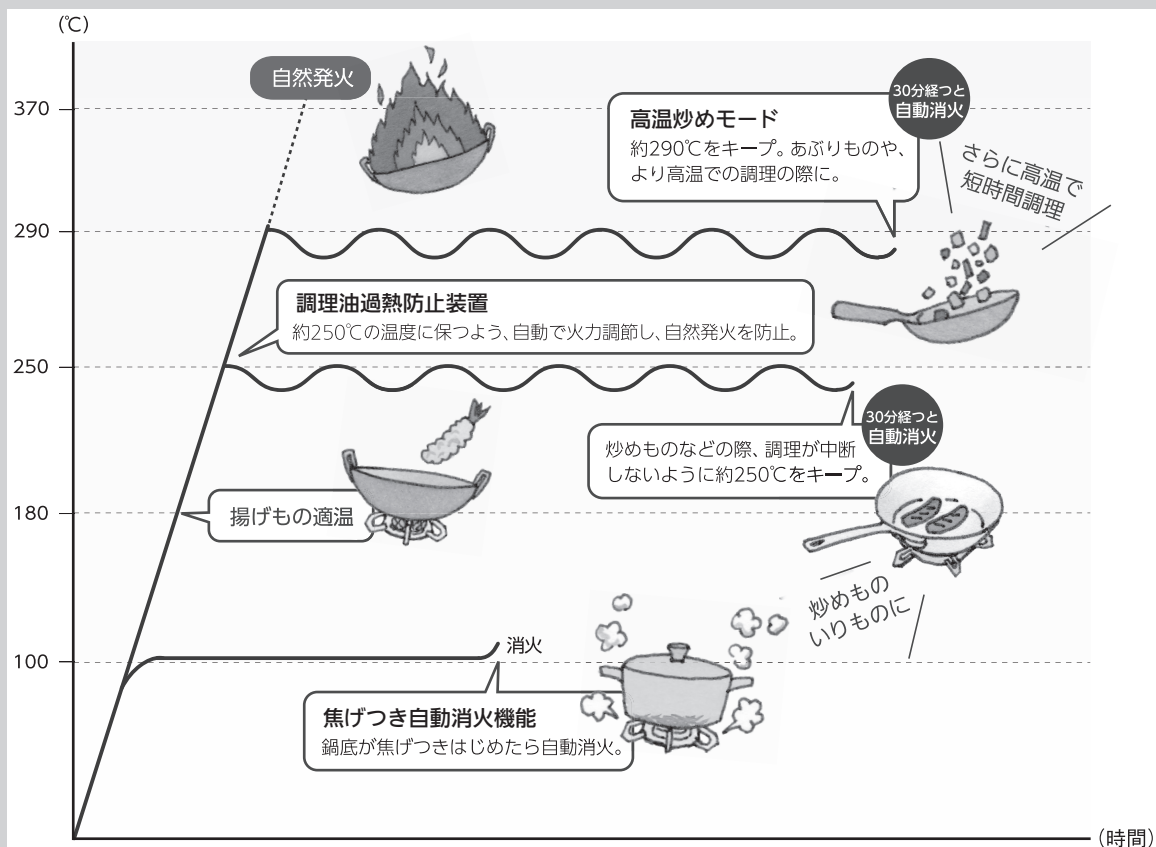 (℃)
自然発火
370
30分経つと
自動消火
高温炒めモード
約290℃をキープ。あぶりものや、
より高温での調理の際に。
さらに高温で
短時間調理
290
調理油過熱防止装置
約250℃の温度に保つよう、自動で火力調節し、自然発火を防止。
250
30分経つと
自動消火
炒めものなどの際、調理が中断
しないように約250℃をキープ。
180
揚げもの適温
炒めもの
いりものに
100
消火
焦げつき自動消火機能
鍋底が焦げつきはじめたら自動消火。
(時間)